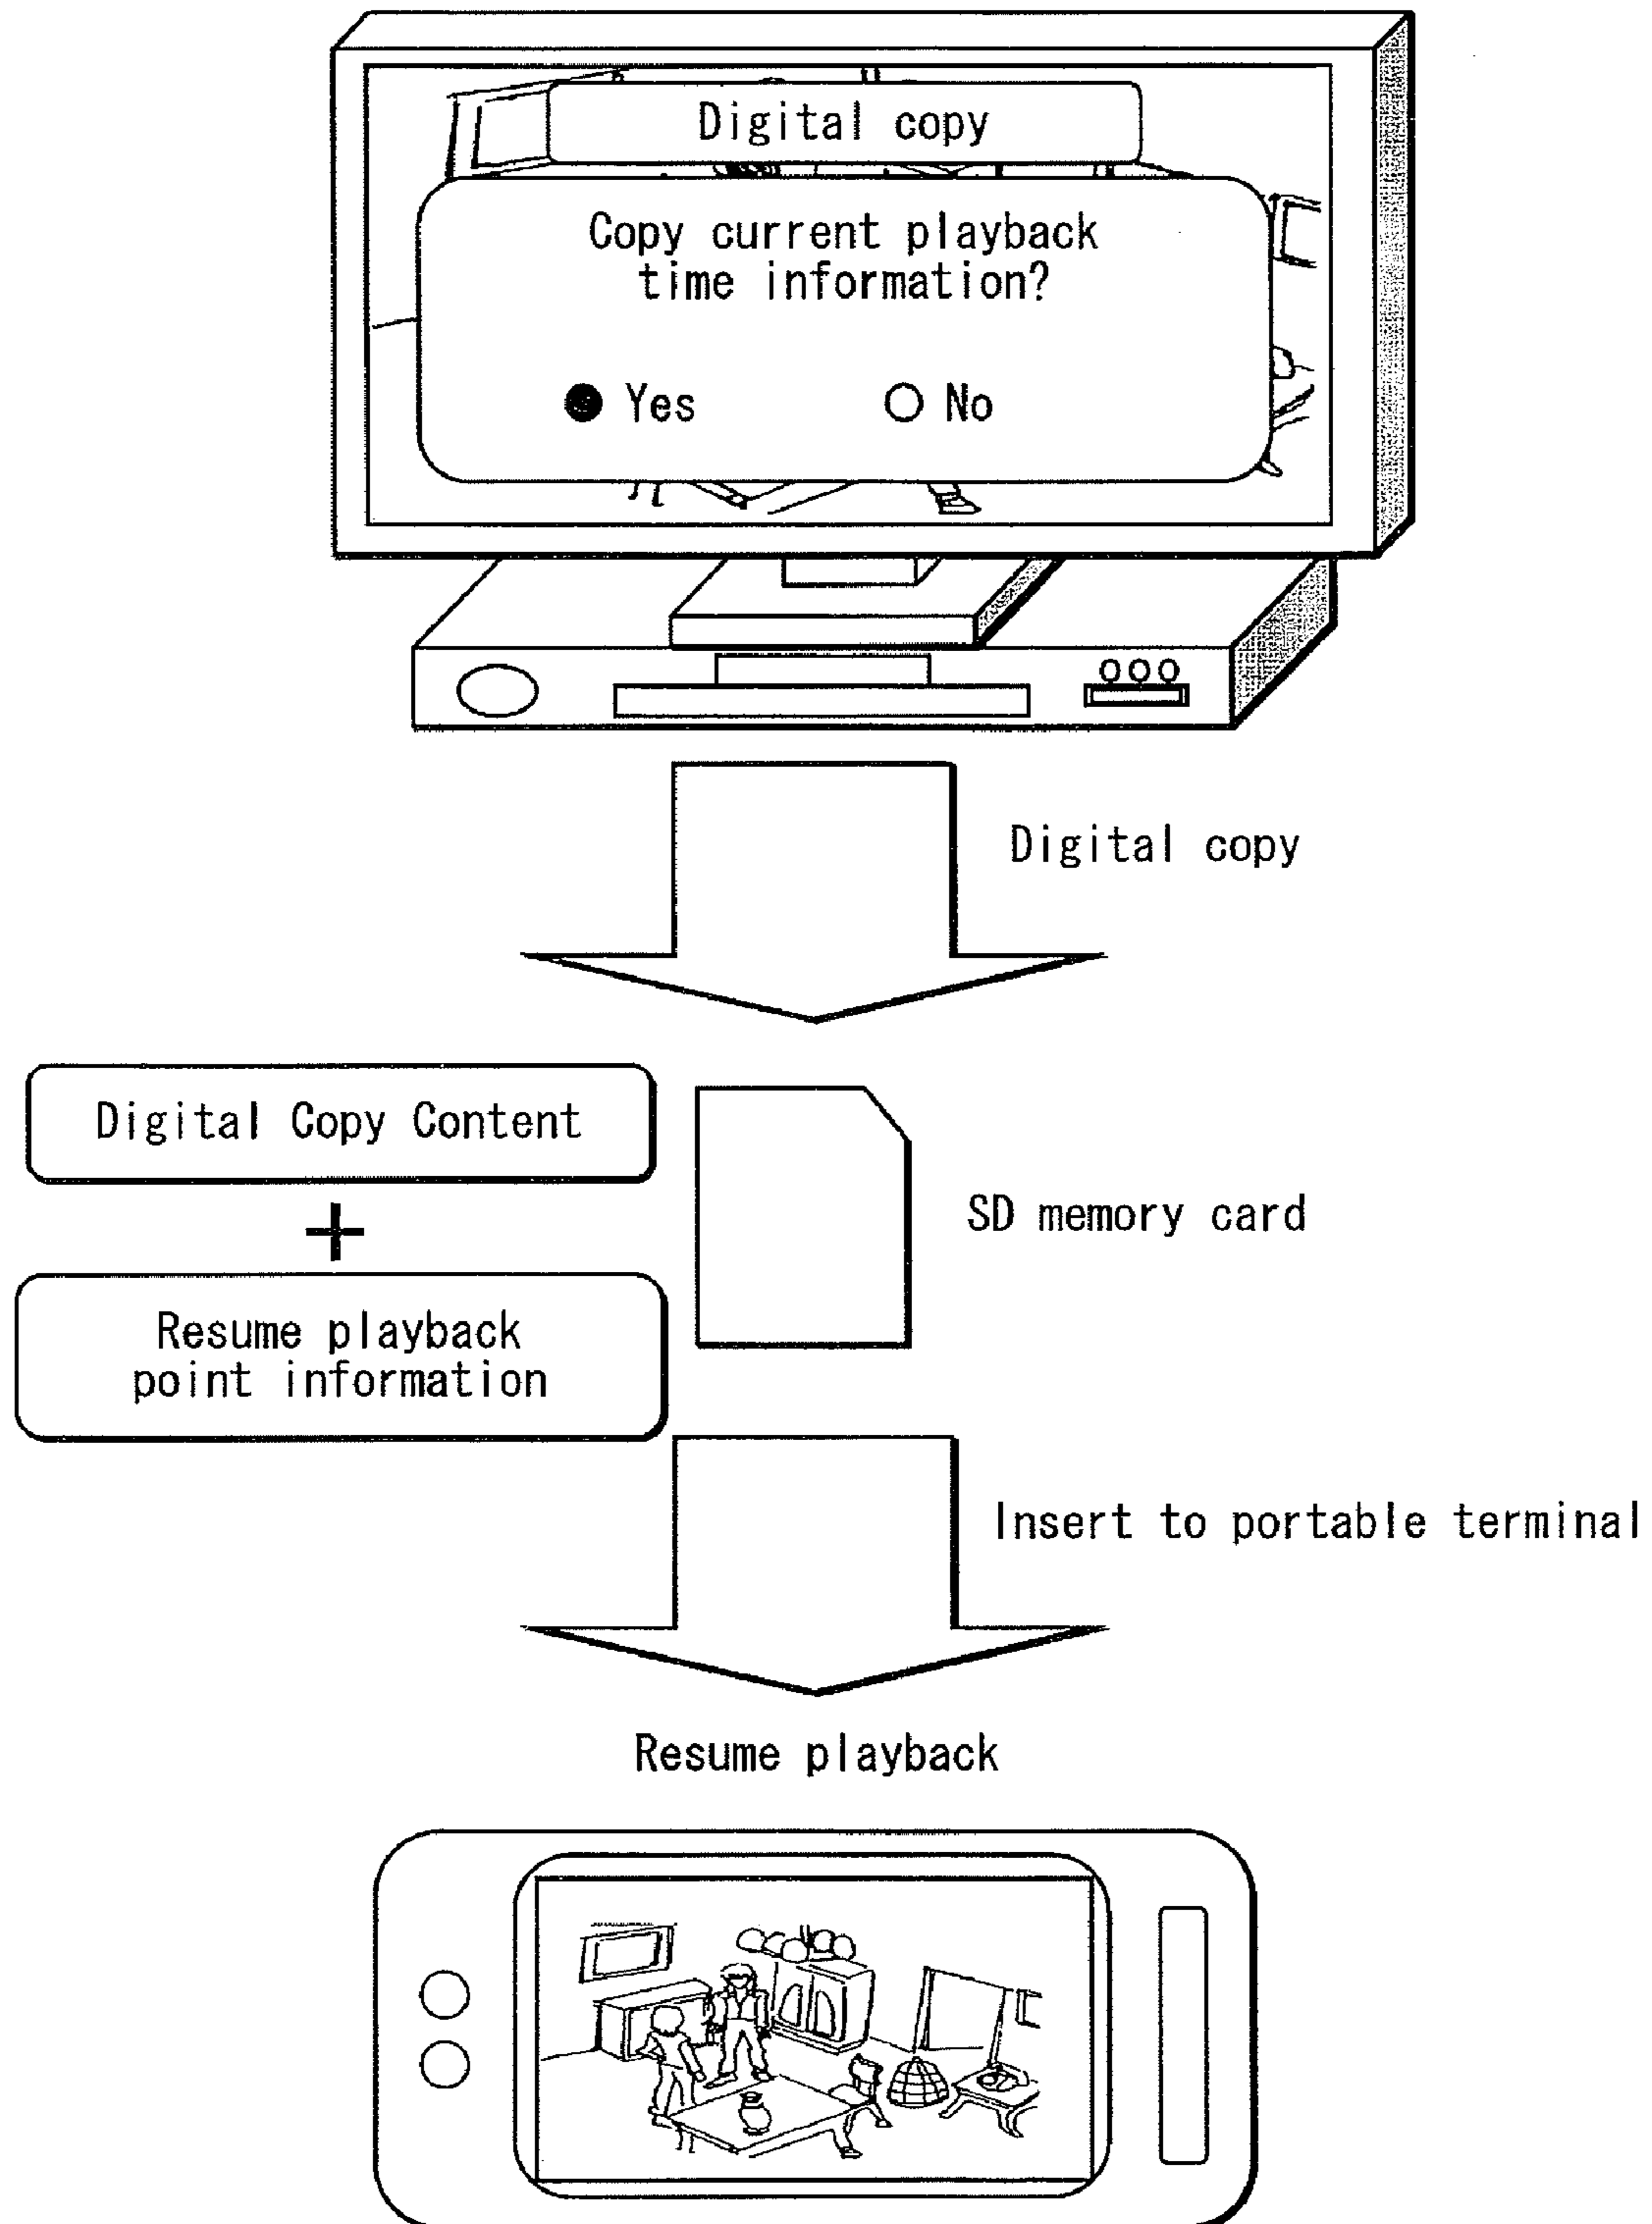 Digital copy
Copy current playback
time information?
Yes
No
Digital copy
Digital Copy Content
+
Resume playback
point information
SD memory card
Insert to portable terminal
Resume playback